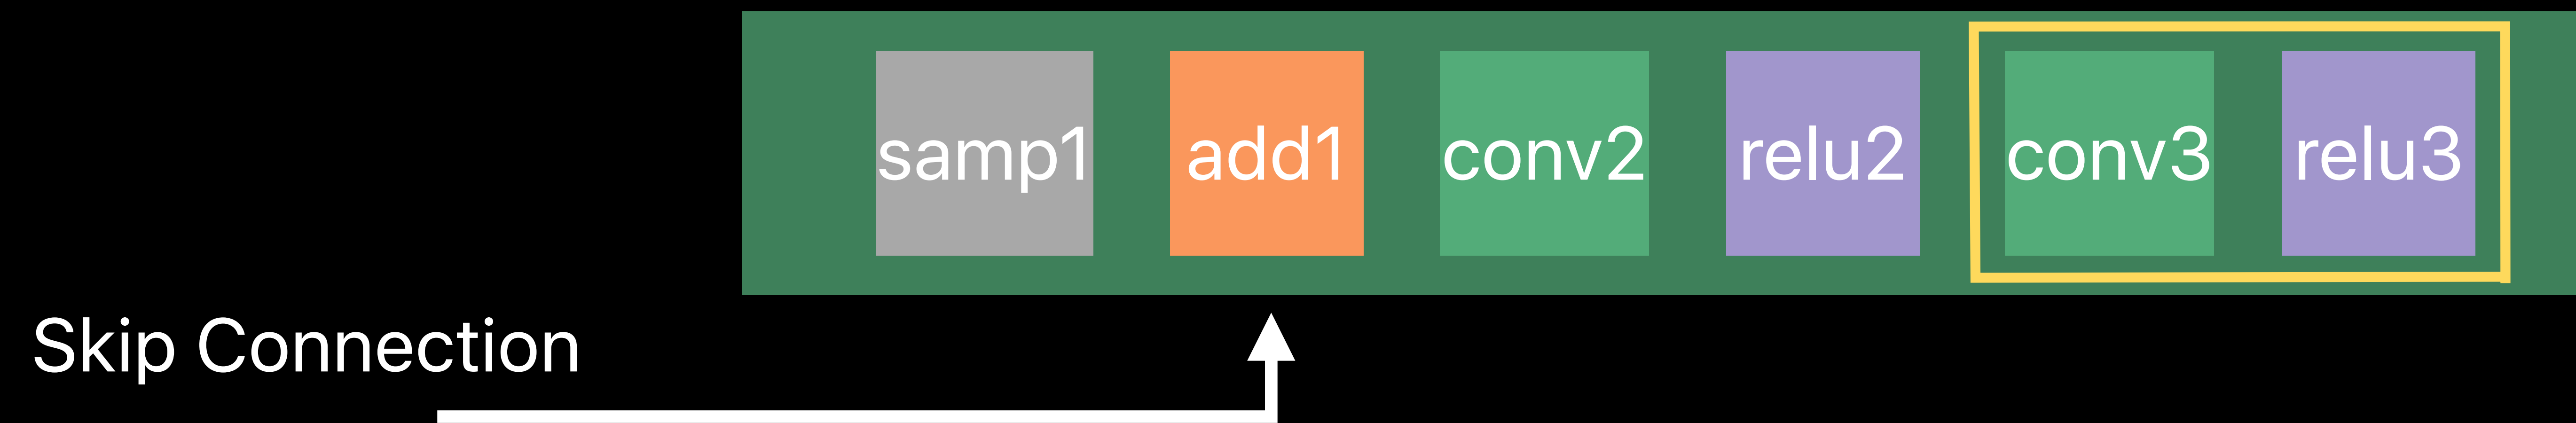 samp1
add1
conv2
relu2
conv3
relu3
Skip Connection